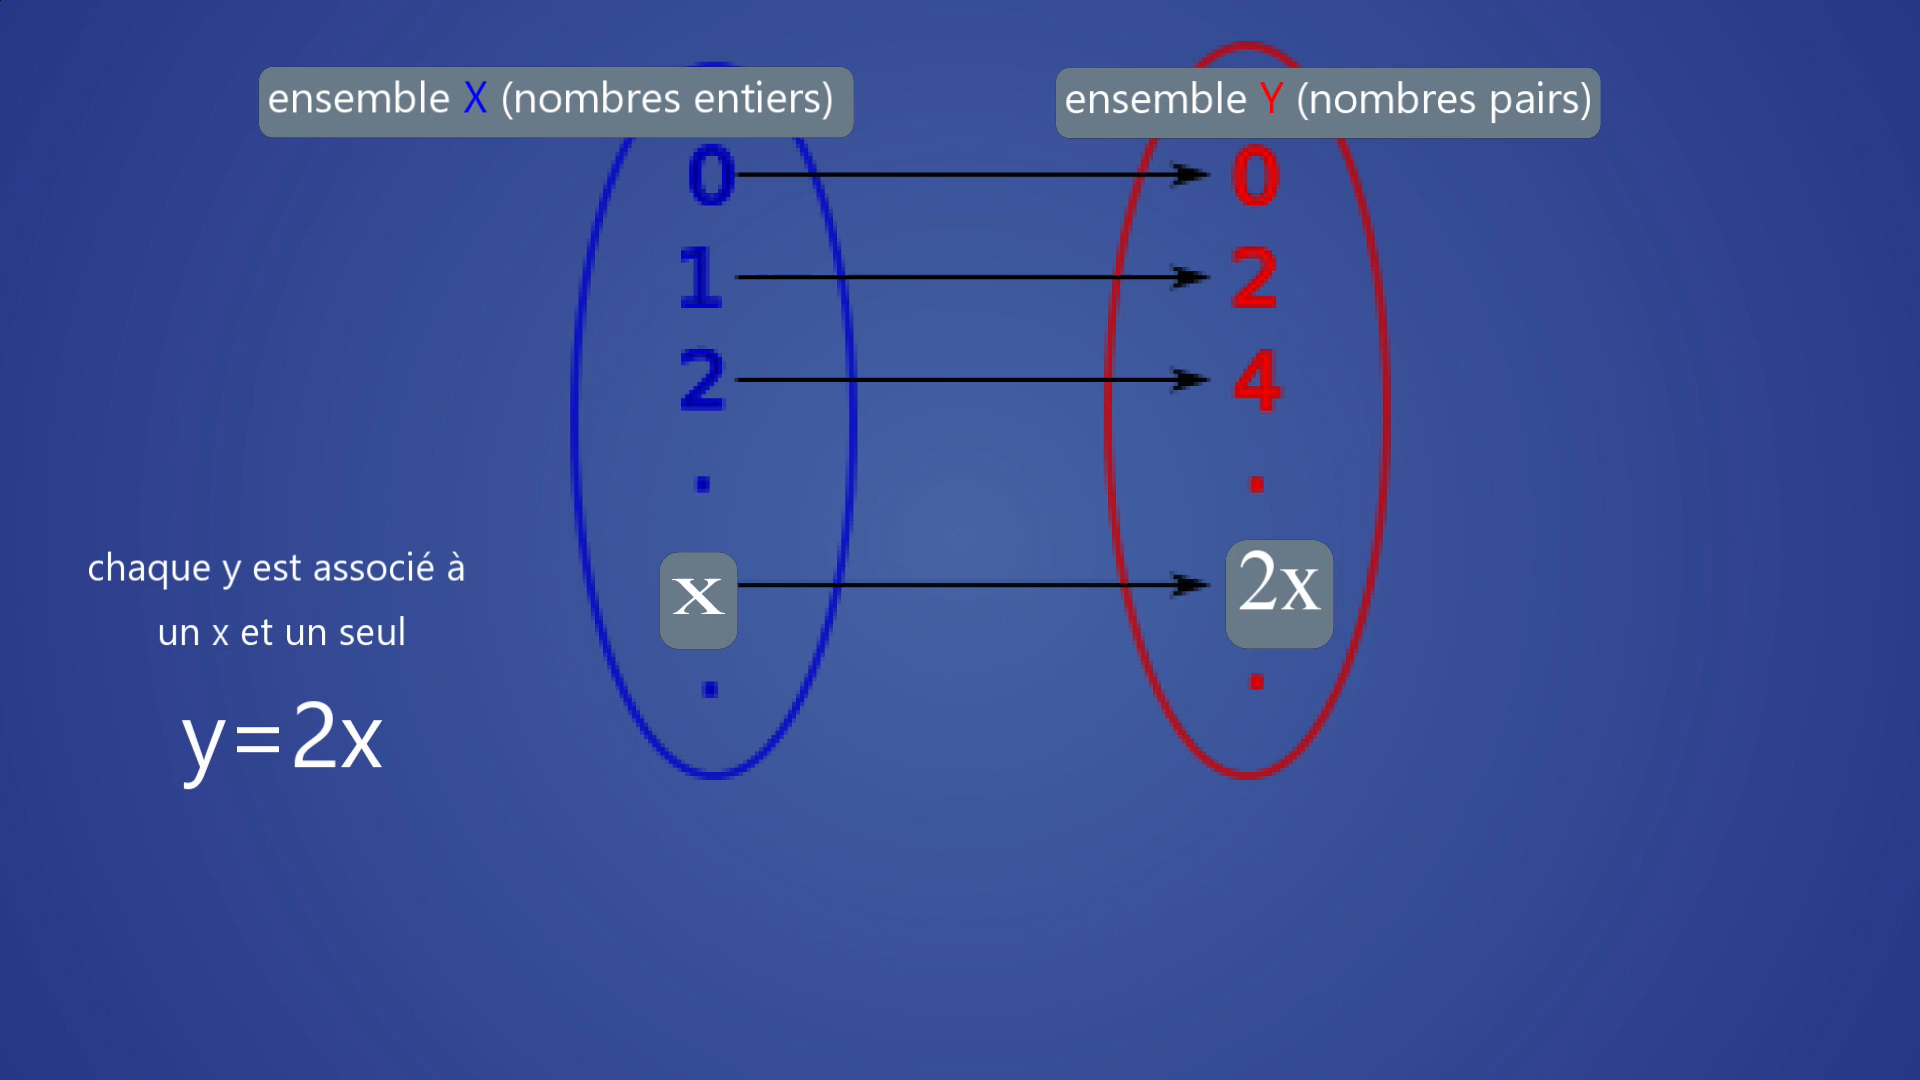 ensemble X (nombres entiers)
ensemble Y (nombres pairs)
0 0
1 2
2 4
. .
x 2x
. .
chaque y est associé à
un x et un seul
y=2x